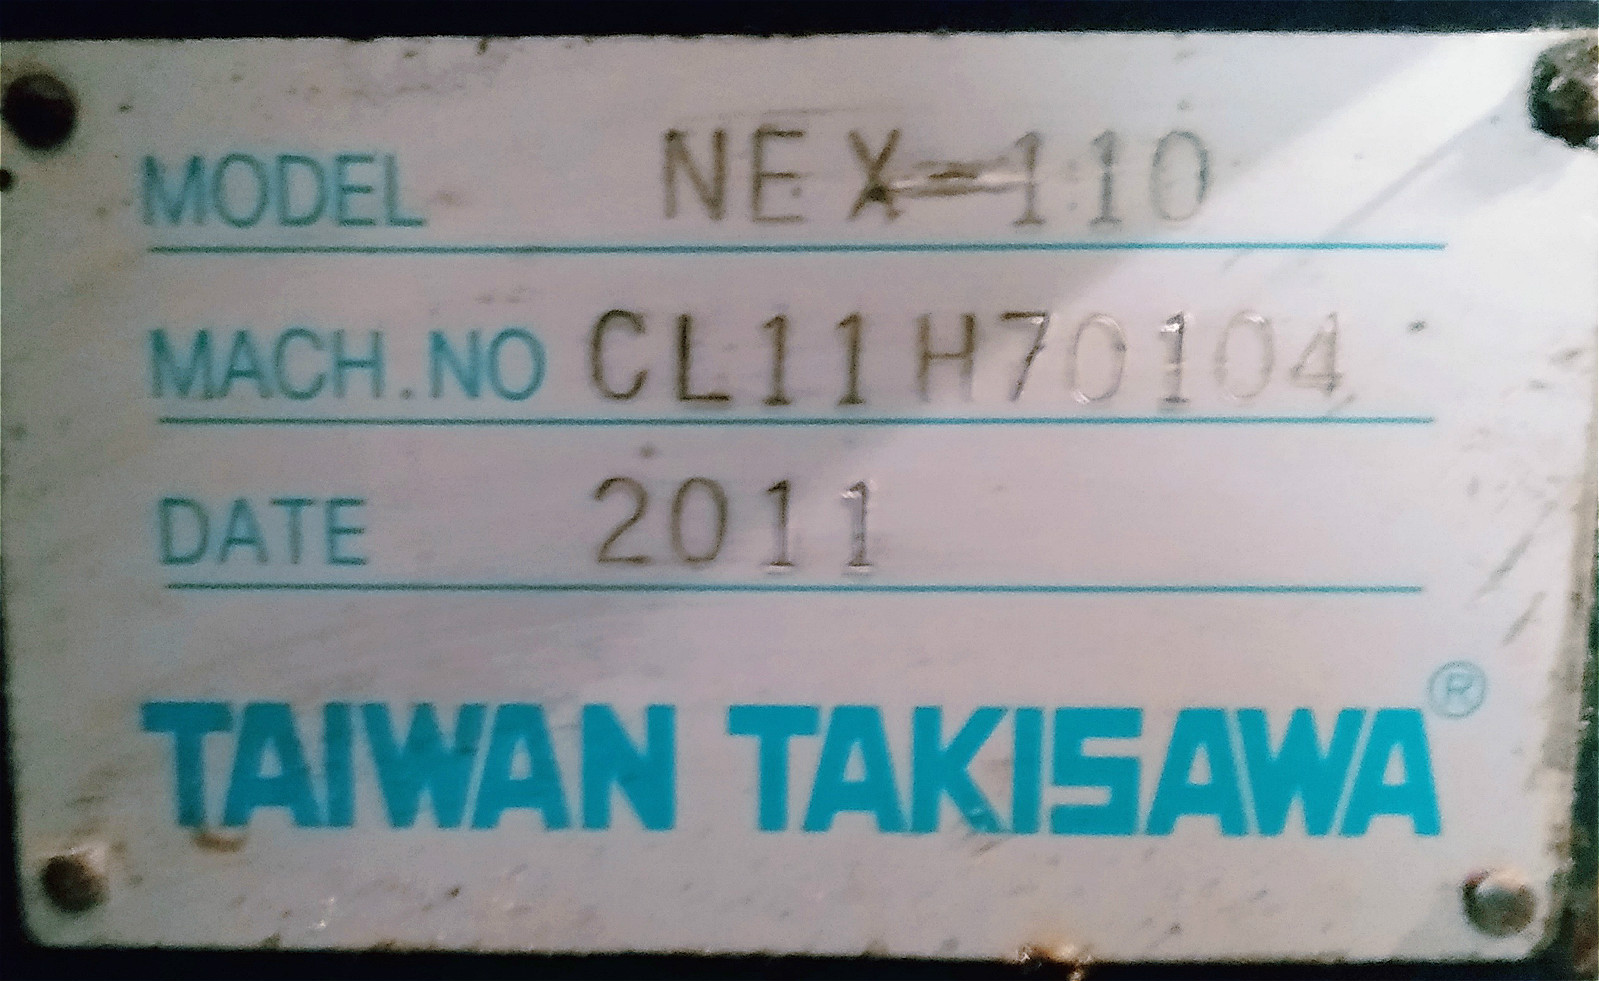 MODEL NEX-110
MACH.NO CL11H70104
DATE 2011
TAIWAN TAKISAWA®